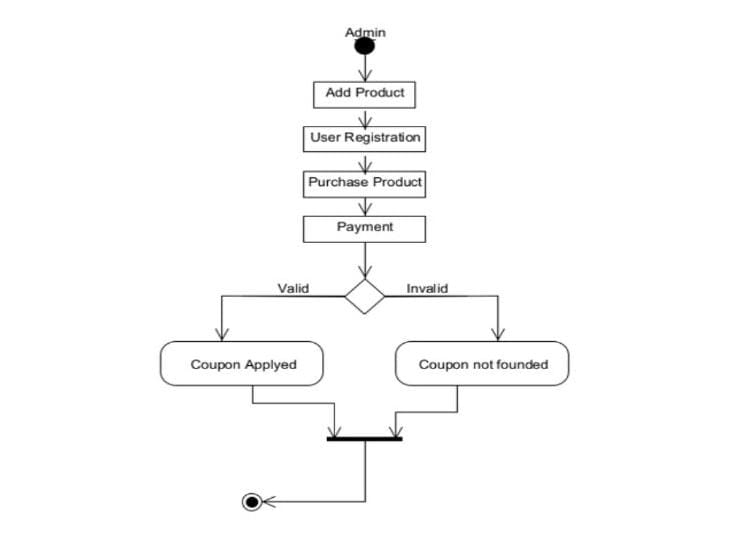 Admin
Add Product
User Registration
Purchase Product
Payment
Valid
Invalid
Coupon Applyed
Coupon not founded